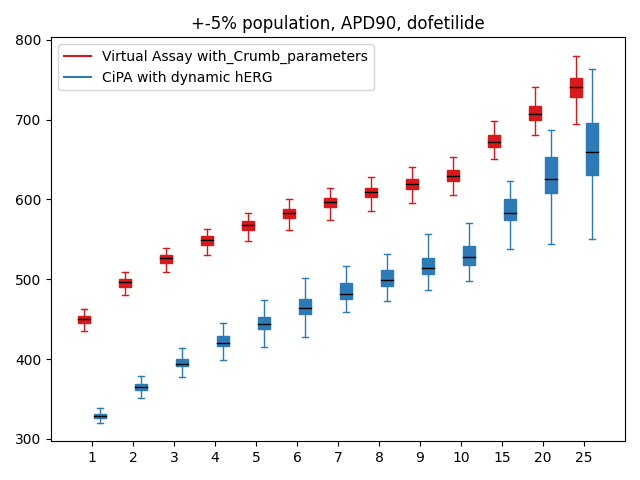 +-5% population, APD90, dofetilide
Virtual Assay with_Crumb_parameters
CiPA with dynamic hERG
800
700
600
500
400
300
1 2 3 4 5 6 7 8 9 10 15 20 25